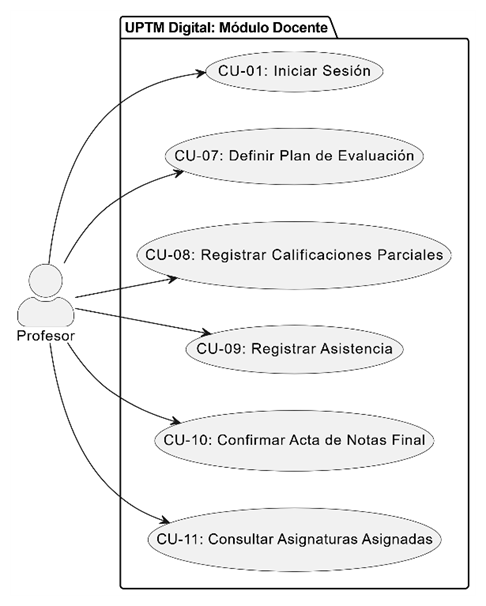 UPTM Digital: Módulo Docente
CU-01: Iniciar Sesión
CU-07: Definir Plan de Evaluación
CU-08: Registrar Calificaciones Parciales
Profesor
CU-09: Registrar Asistencia
CU-10: Confirmar Acta de Notas Final
CU-11: Consultar Asignaturas Asignadas